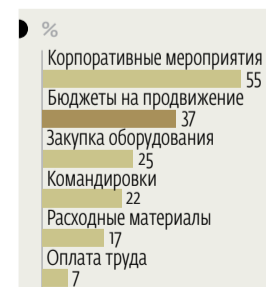 %
Корпоративные мероприятия
55
Бюджеты на продвижение
37
Закупка оборудования
25
Командировки
22
Расходные материалы
17
Оплата труда
7